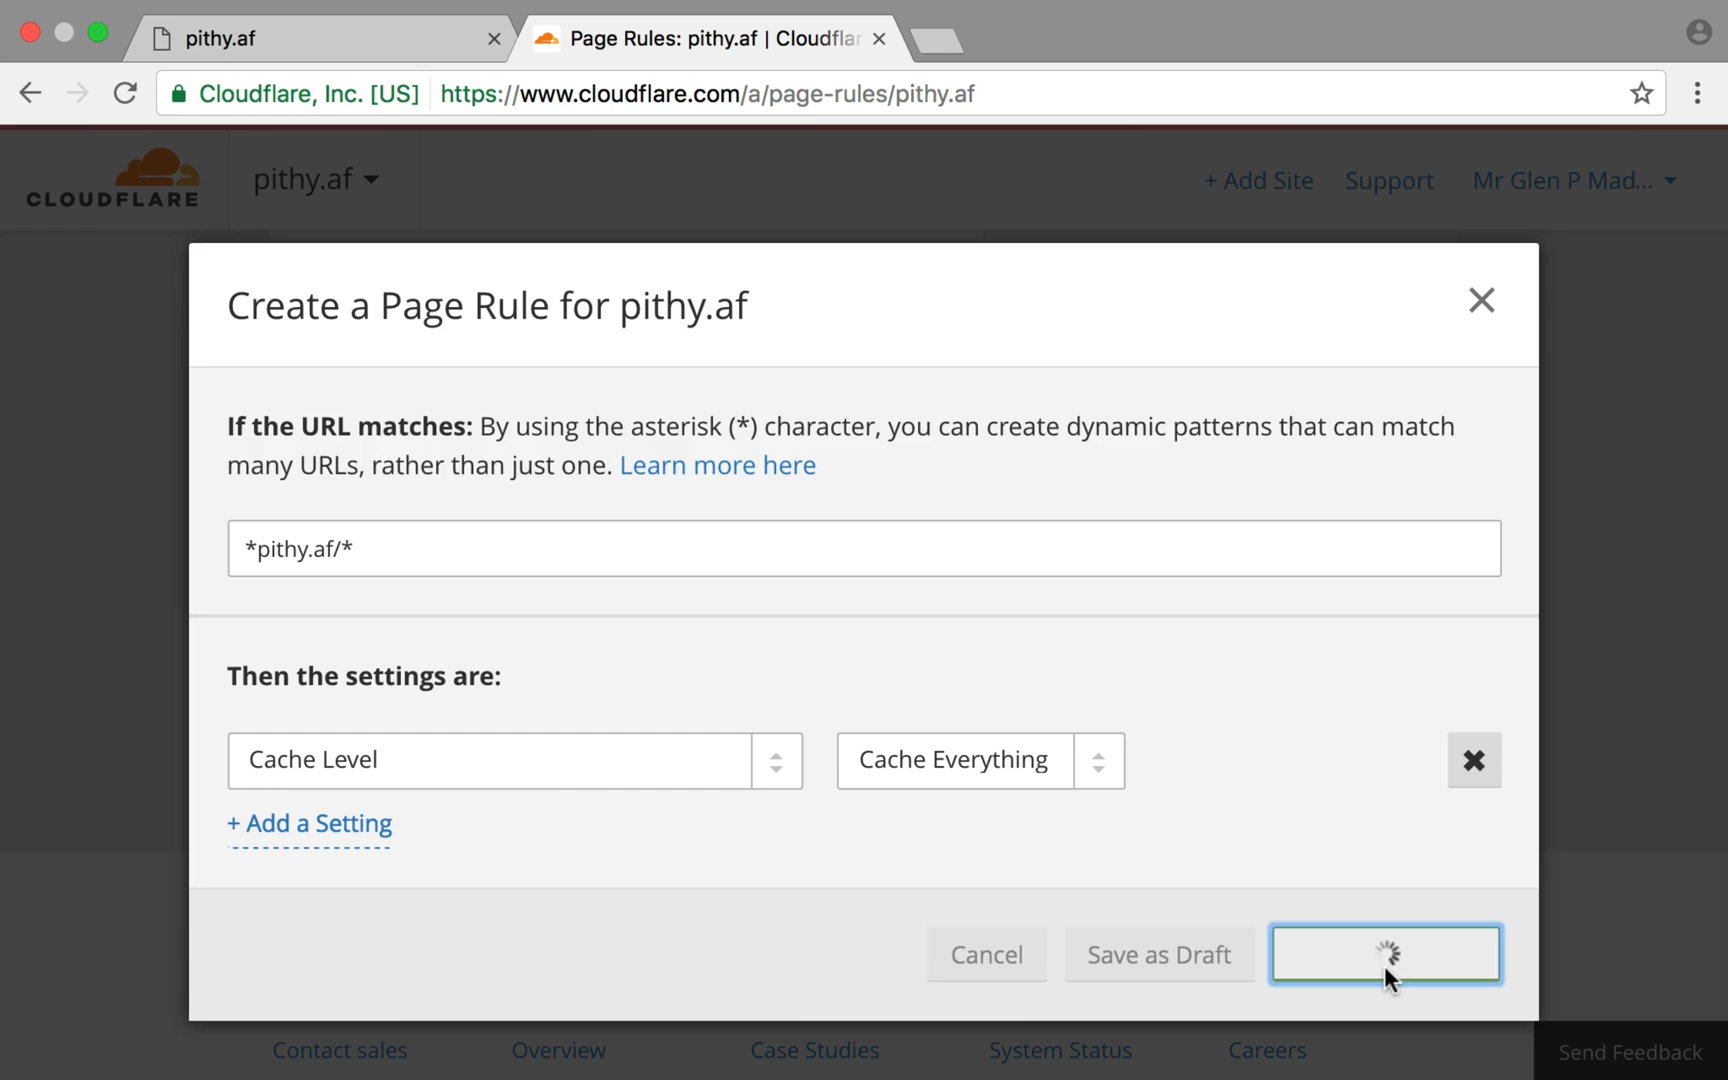 pithy.af
Page Rules: pithy.af | Cloudflar
Cloudflare, Inc. [US]
https://www.cloudflare.com/a/page-rules/pithy.af
CLOUDFLARE
pithy.af
+ Add Site
Support
Mr Glen P Mad...
Create a Page Rule for pithy.af
If the URL matches: By using the asterisk (*) character, you can create dynamic patterns that can match
many URLs, rather than just one. Learn more here
*pithy.af/*
Then the settings are:
Cache Level
Cache Everything
+ Add a Setting
Cancel
Save as Draft
Contact sales
Overview
Case Studies
System Status
Careers
Send Feedback